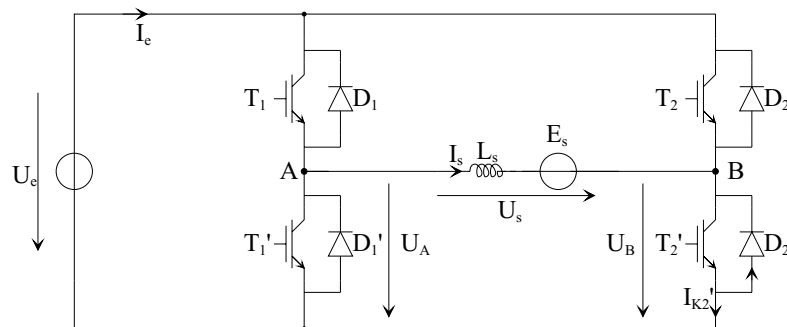 I_e
T_1
D_1
T_2
D_2
U_e
A
I_s
L_s
E_s
B
U_s
T_1'
D_1'
U_A
U_B
T_2'
D_2
I_K2'